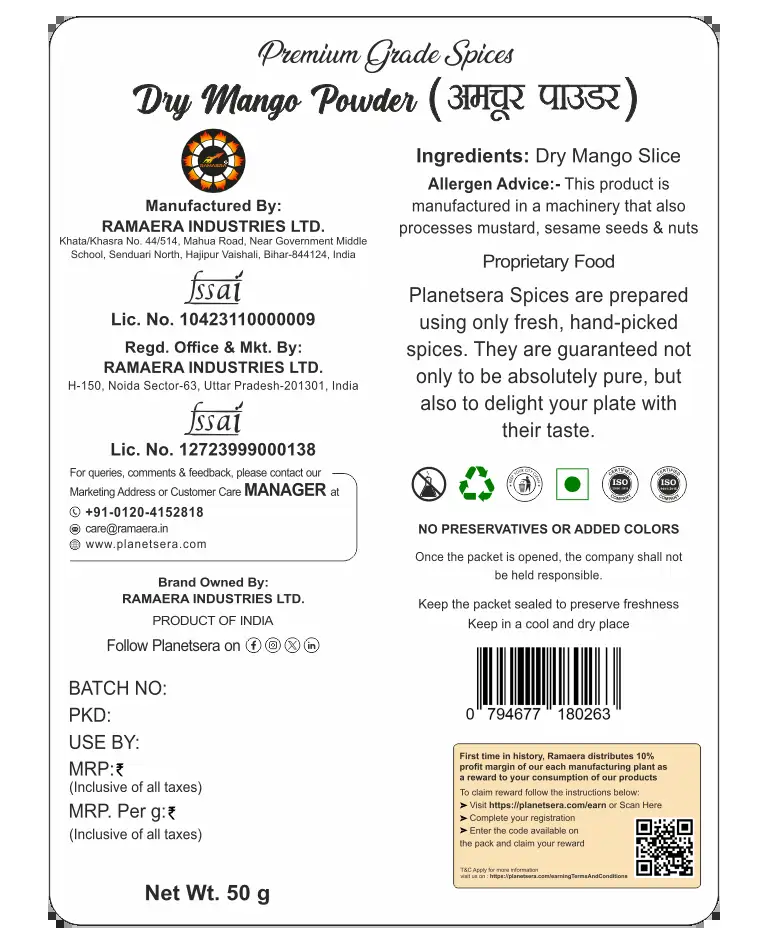 Premium Grade Spices
Dry Mango Powder (अमचूर पाउडर)
RAMAERA
Manufactured By:
RAMAERA INDUSTRIES LTD.
Khata/Khasra No. 44/514, Mahua Road, Near Government Middle
School, Senduari North, Hajipur Vaishali, Bihar-844124, India
fssai
Lic. No. 10423110000009
Regd. Office & Mkt. By:
RAMAERA INDUSTRIES LTD.
H-150, Noida Sector-63, Uttar Pradesh-201301, India
fssai
Lic. No. 12723999000138
For queries, comments & feedback, please contact our
Marketing Address or Customer Care MANAGER at
+91-0120-4152818
care@ramaera.in
www.planetsera.com
Brand Owned By:
RAMAERA INDUSTRIES LTD.
PRODUCT OF INDIA
Follow Planetsera on
BATCH NO:
PKD:
USE BY:
MRP:₹
(Inclusive of all taxes)
MRP. Per g:₹
(Inclusive of all taxes)
Net Wt. 50 g
Ingredients: Dry Mango Slice
Allergen Advice:- This product is
manufactured in a machinery that also
processes mustard, sesame seeds & nuts
Proprietary Food
Planetsera Spices are prepared
using only fresh, hand-picked
spices. They are guaranteed not
only to be absolutely pure, but
also to delight your plate with
their taste.
CERTIFIED
ISO
COMPANY
CERTIFIED
ISO
COMPANY
NO PRESERVATIVES OR ADDED COLORS
Once the packet is opened, the company shall not
be held responsible.
Keep the packet sealed to preserve freshness
Keep in a cool and dry place
0 794677 180263
First time in history, Ramaera distributes 10%
profit margin of our each manufacturing plant as
a reward to your consumption of our products
To claim reward follow the instructions below:
➤ Visit https://planetsera.com/earn or Scan Here
➤ Complete your registration
➤ Enter the code available on
the pack and claim your reward
T&C Apply for more information
visit us on : https://planetsera.com/earningTermsAndConditions